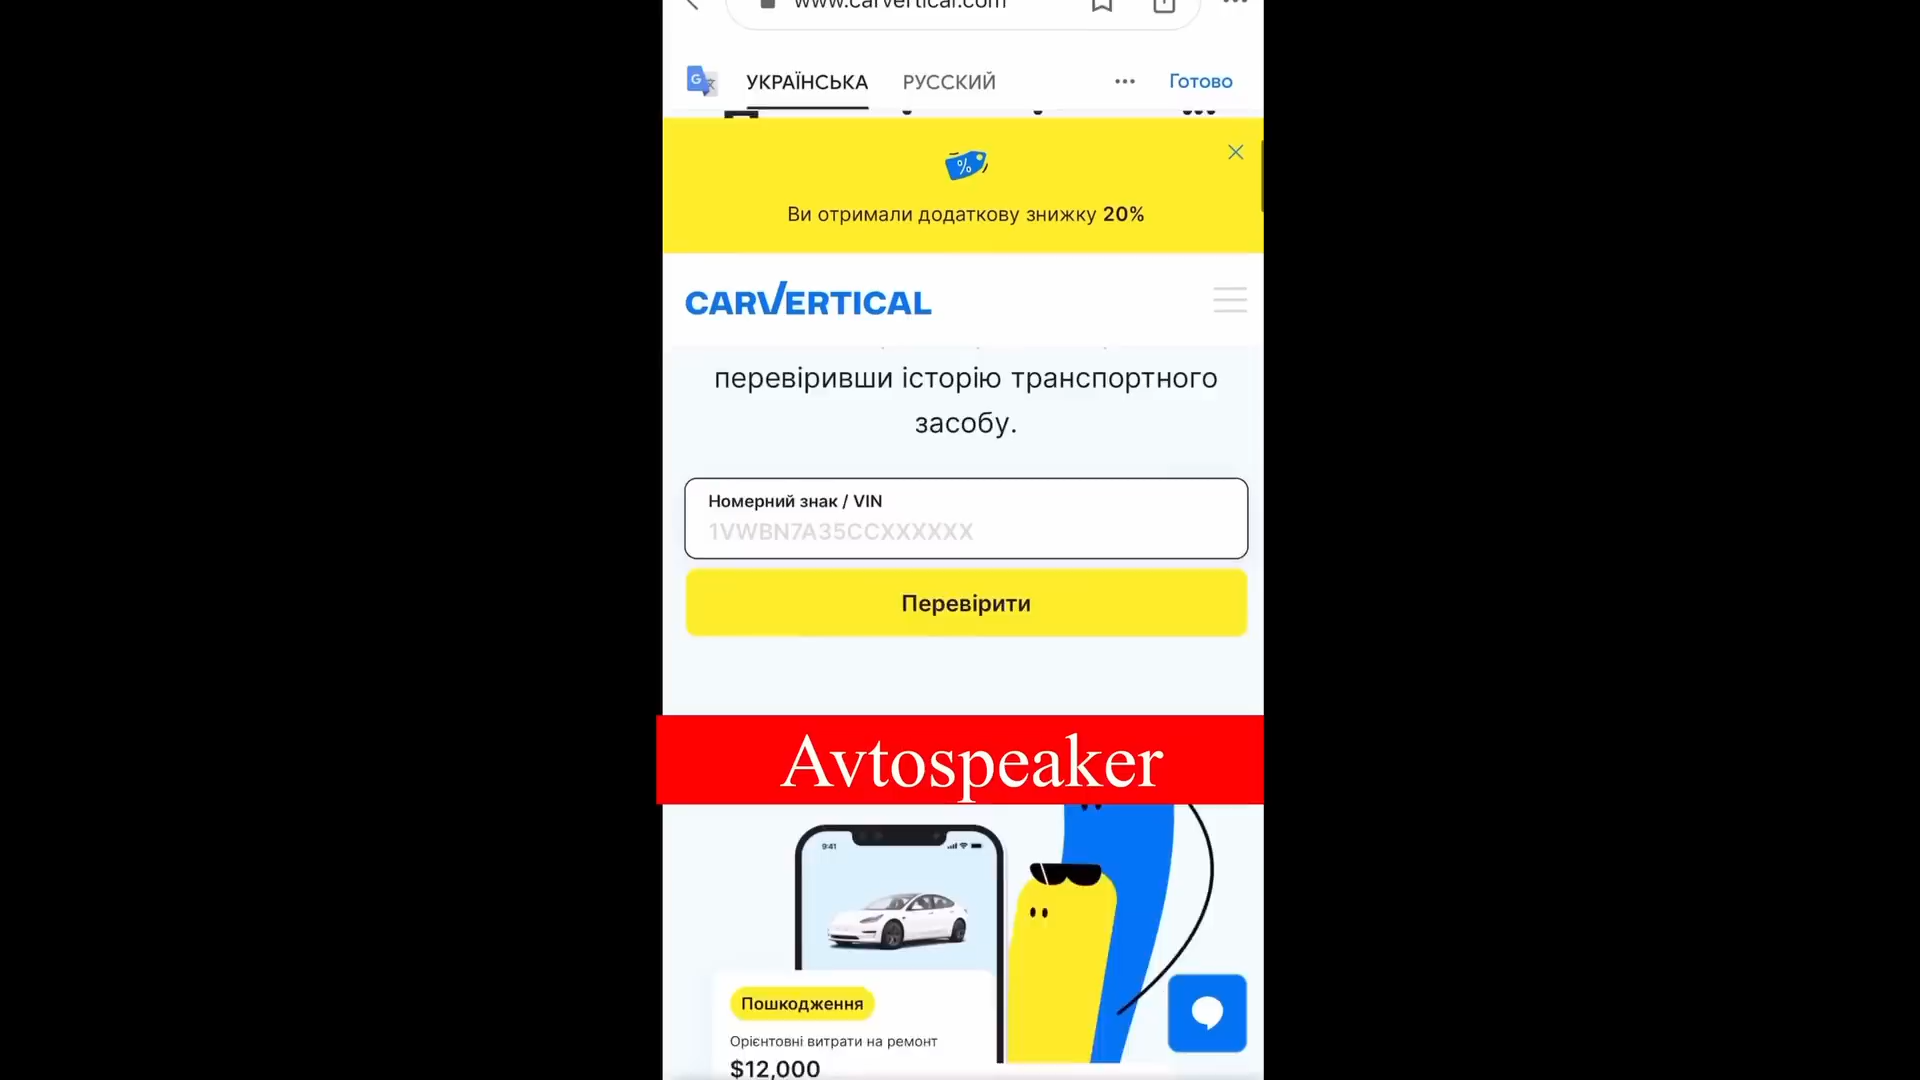 www.carvertical.com
УКРАЇНСЬКА РУССКИЙ ... Готово
%
Ви отримали додаткову знижку 20%
CARVERTICAL
перевіривши історію транспортного
засобу.
Номерний знак / VIN
1VWBN7A35CCXXXXXX
Перевірити
Avtospeaker
9:41
Пошкодження
Орієнтовні витрати на ремонт
$12,000